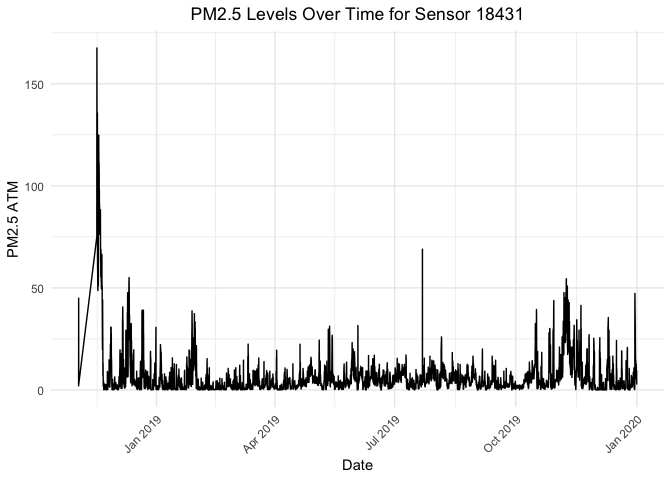 PM2.5 Levels Over Time for Sensor 18431
PM2.5 ATM
150
100
50
0
Jan 2019
Apr 2019
Jul 2019
Oct 2019
Jan 2020
Date